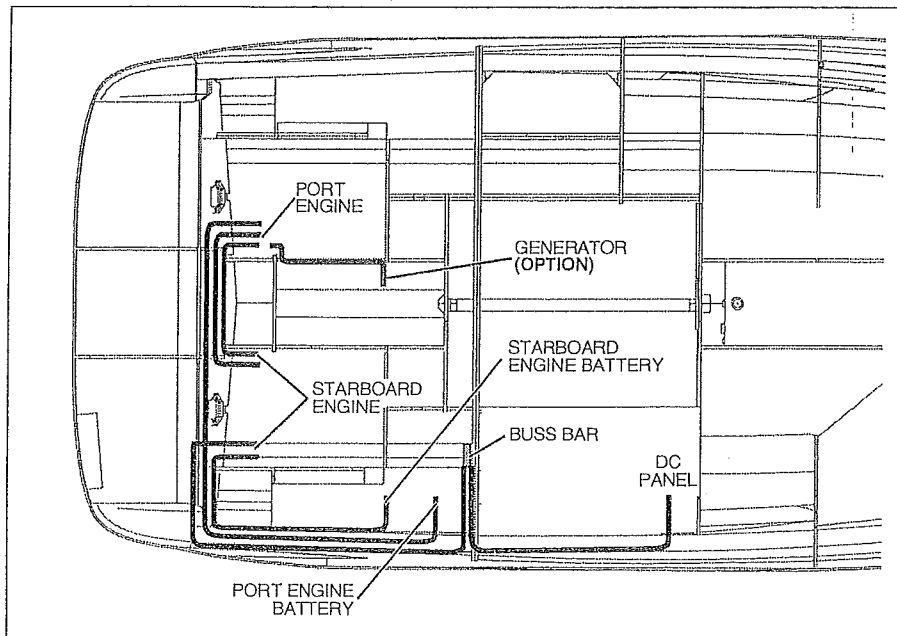 PORT
ENGINE
GENERATOR
(OPTION)
STARBOARD
ENGINE BATTERY
STARBOARD
ENGINE
BUSS BAR
DC
PANEL
PORT ENGINE
BATTERY